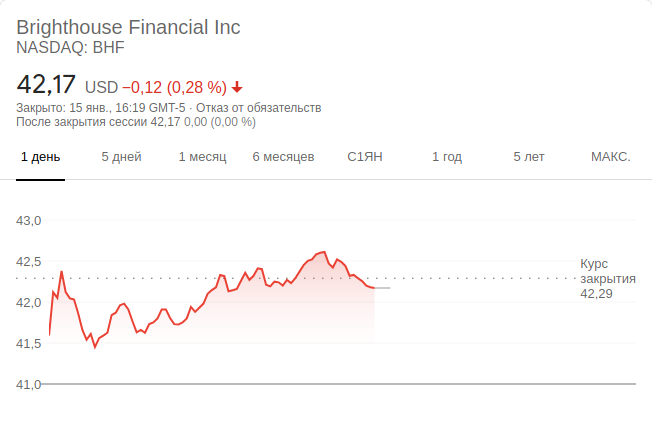 Brighthouse Financial Inc
NASDAQ: BHF
42,17 USD −0,12 (0,28 %)
Закрыто: 15 янв., 16:19 GMT-5 · Отказ от обязательств
После закрытия сессии 42,17 0,00 (0,00 %)
1 день 5 дней 1 месяц 6 месяцев С1ЯН 1 год 5 лет МАКС.
43,0
42,5
Курс
закрытия
42,29
42,0
41,5
41,0